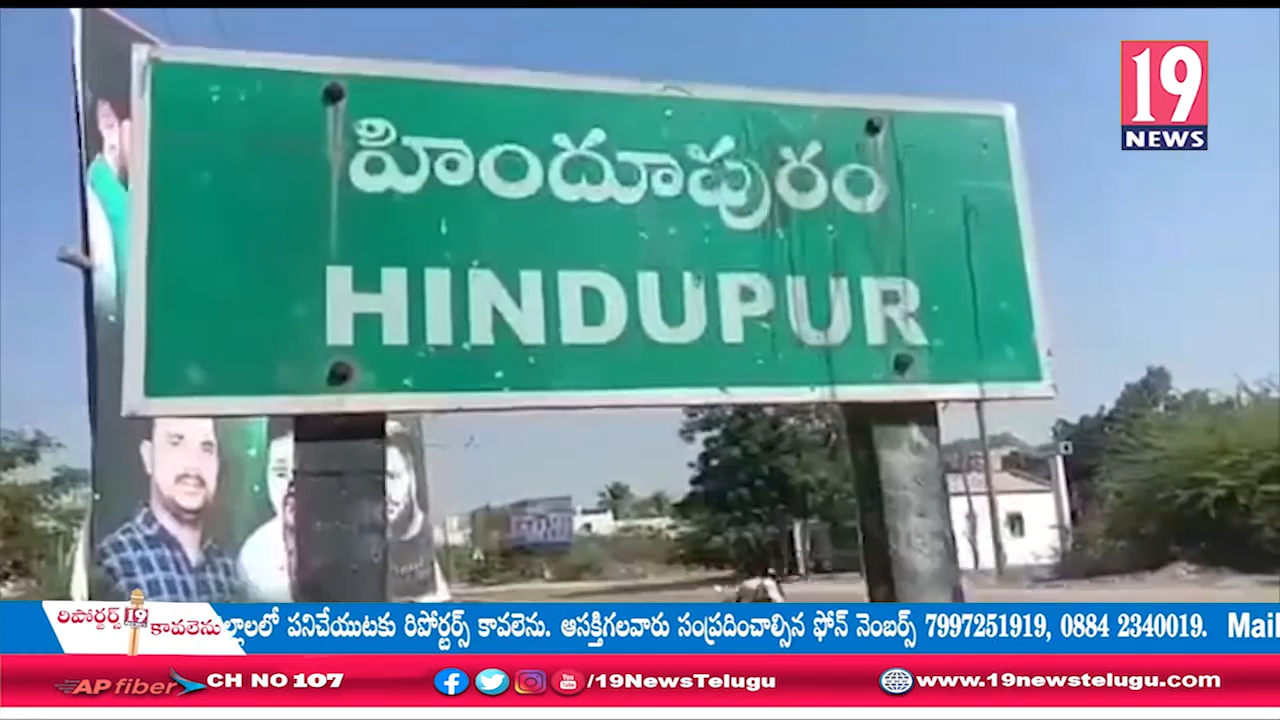 19
NEWS
హిందూపురం
HINDUPUR
రిపోర్టర్స్ 19
కావలెను
ల్లాలలో పనిచేయుటకు రిపోర్టర్స్ కావలెను. ఆసక్తిగలవారు సంప్రదించాల్సిన ఫోన్ నెంబర్స్ 7997251919, 0884 2340019. Mail
AP fiber CH NO 107 /19NewsTelugu www.19newstelugu.com